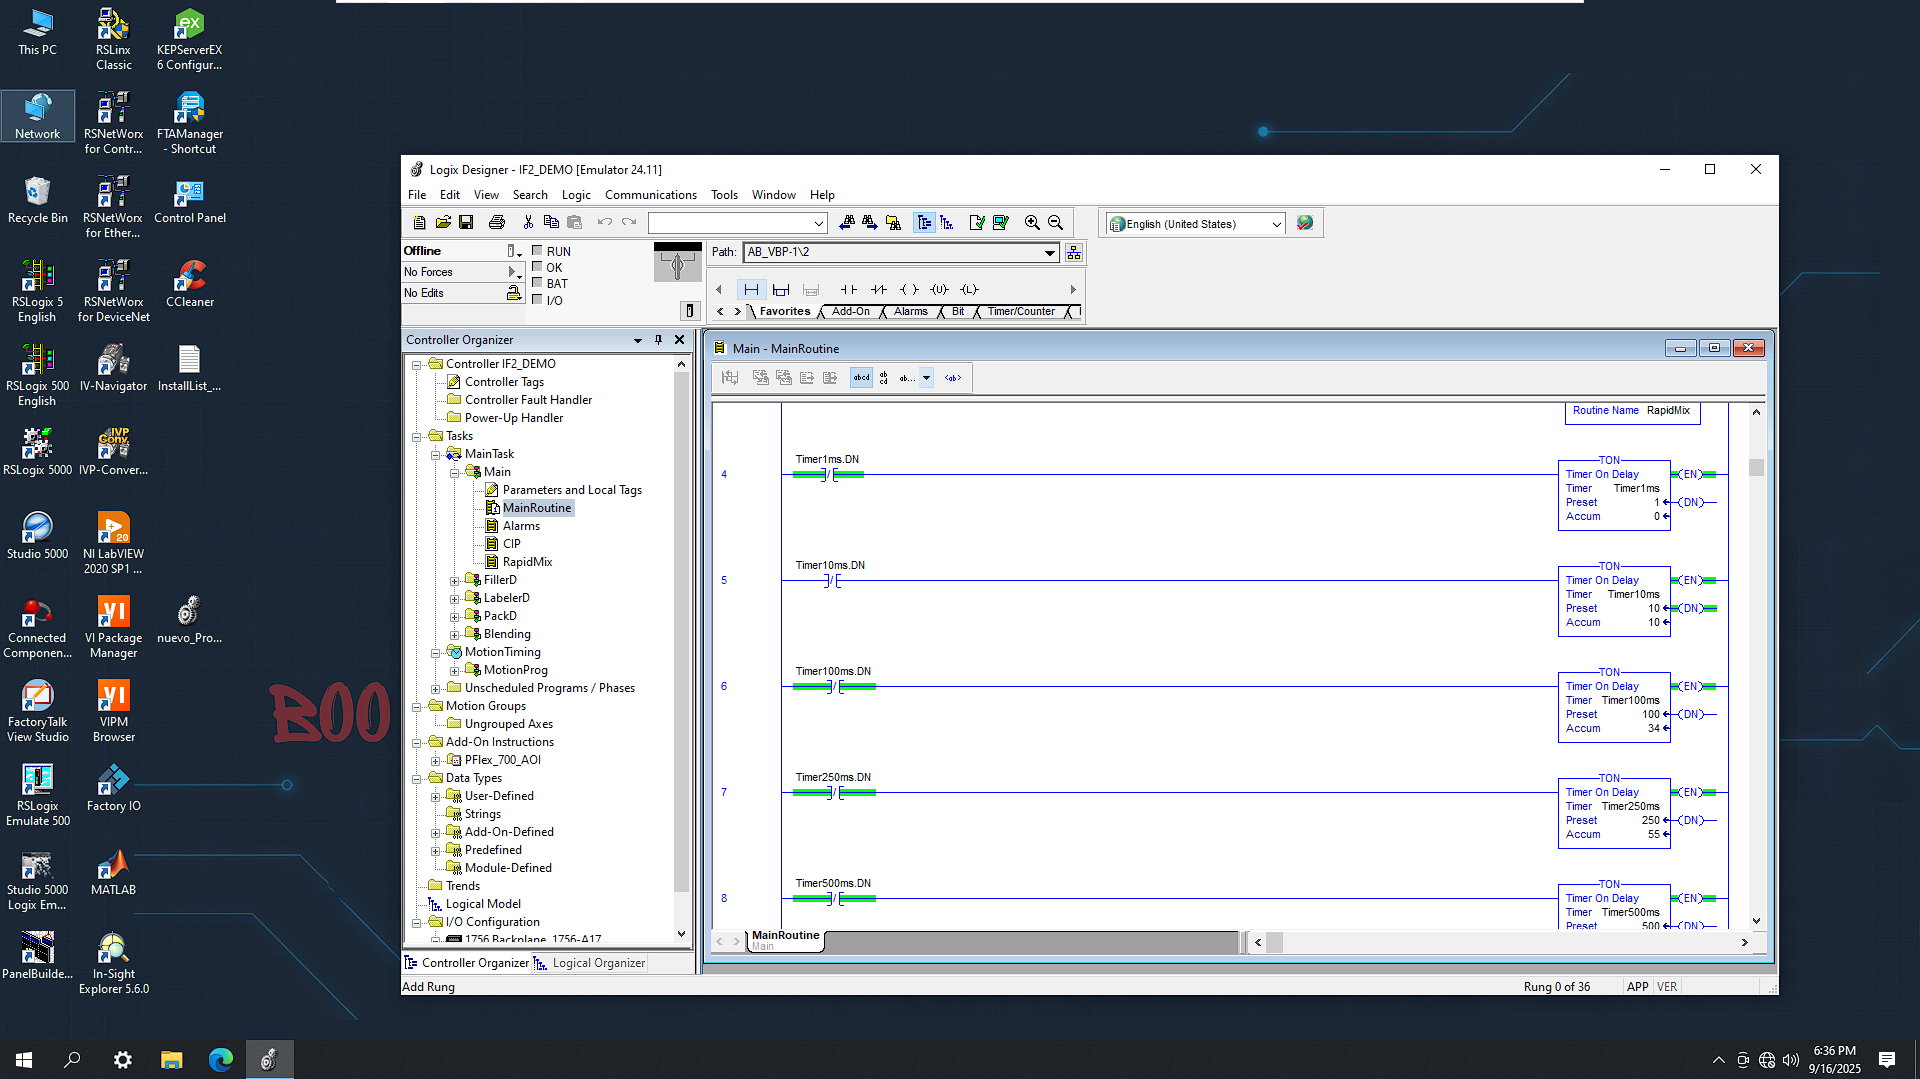 This PC
RSLinx
Classic
KEPServerEX
6 Configur...
Network
RSNetWorx
for Contr...
FTAManager
- Shortcut
Recycle Bin
RSNetWorx
for Ether...
Control Panel
RSLogix 5
English
RSNetWorx
for DeviceNet
CCleaner
RSLogix 500
English
IV-Navigator
InstallList_...
RSLogix 5000
IVP-Conver...
Studio 5000
NI LabVIEW
2020 SP1 ...
Connected
Componen...
VI Package
Manager
nuevo_Pro...
FactoryTalk
View Studio
VIPM
Browser
RSLogix
Emulate 500
Factory IO
Studio 5000
Logix Em...
MATLAB
PanelBuilde...
In-Sight
Explorer 5.6.0
BOO
Logix Designer - IF2_DEMO [Emulator 24.11]
File Edit View Search Logic Communications Tools Window Help
English (United States)
Offline
No Forces
No Edits
RUN
OK
BAT
I/O
Path: AB_VBP-1\2
Favorites Add-On Alarms Bit Timer/Counter
Controller Organizer
Controller IF2_DEMO
Controller Tags
Controller Fault Handler
Power-Up Handler
Tasks
MainTask
Main
Parameters and Local Tags
MainRoutine
Alarms
CIP
RapidMix
FillerD
LabelerD
PackD
Blending
MotionTiming
MotionProg
Unscheduled Programs / Phases
Motion Groups
Ungrouped Axes
Add-On Instructions
PFlex_700_AOI
Data Types
User-Defined
Strings
Add-On-Defined
Predefined
Module-Defined
Trends
Logical Model
I/O Configuration
1756 Backplane, 1756-A17
Controller Organizer Logical Organizer
Main - MainRoutine
abcd ab cd ab... <ab>
Routine Name RapidMix
4
Timer1ms.DN
TON
Timer On Delay (EN)
Timer Timer1ms
Preset 1 (DN)
Accum 0
5
Timer10ms.DN
TON
Timer On Delay (EN)
Timer Timer10ms
Preset 10 (DN)
Accum 10
6
Timer100ms.DN
TON
Timer On Delay (EN)
Timer Timer100ms
Preset 100 (DN)
Accum 34
7
Timer250ms.DN
TON
Timer On Delay (EN)
Timer Timer250ms
Preset 250 (DN)
Accum 55
8
Timer500ms.DN
TON
Timer On Delay (EN)
Timer Timer500ms
Preset 500 (DN)
MainRoutine
Main
Add Rung
Rung 0 of 36
APP VER
6:36 PM
9/16/2025